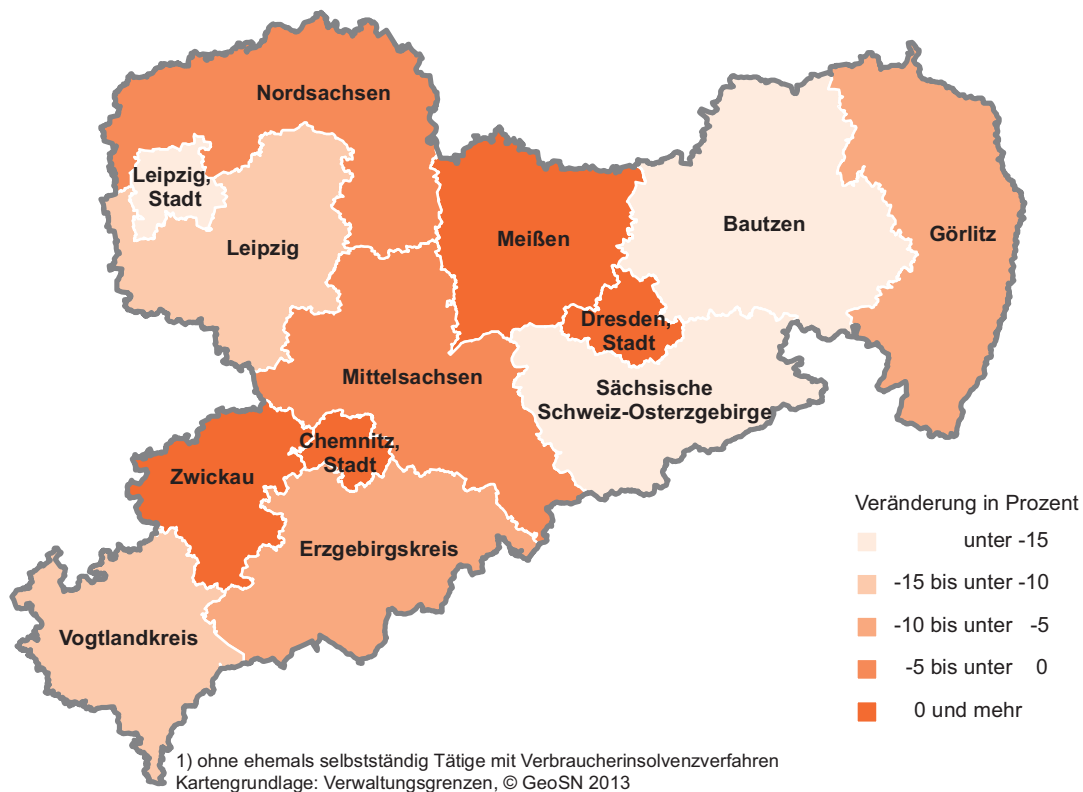 Nordsachsen
Leipzig,
Stadt
Leipzig
Meißen
Bautzen
Görlitz
Dresden,
Stadt
Mittelsachsen
Sächsische
Schweiz-Osterzgebirge
Chemnitz,
Stadt
Zwickau
Erzgebirgskreis
Vogtlandkreis
Veränderung in Prozent
unter -15
-15 bis unter -10
-10 bis unter -5
-5 bis unter 0
0 und mehr
1) ohne ehemals selbstständig Tätige mit Verbraucherinsolvenzverfahren
Kartengrundlage: Verwaltungsgrenzen, © GeoSN 2013